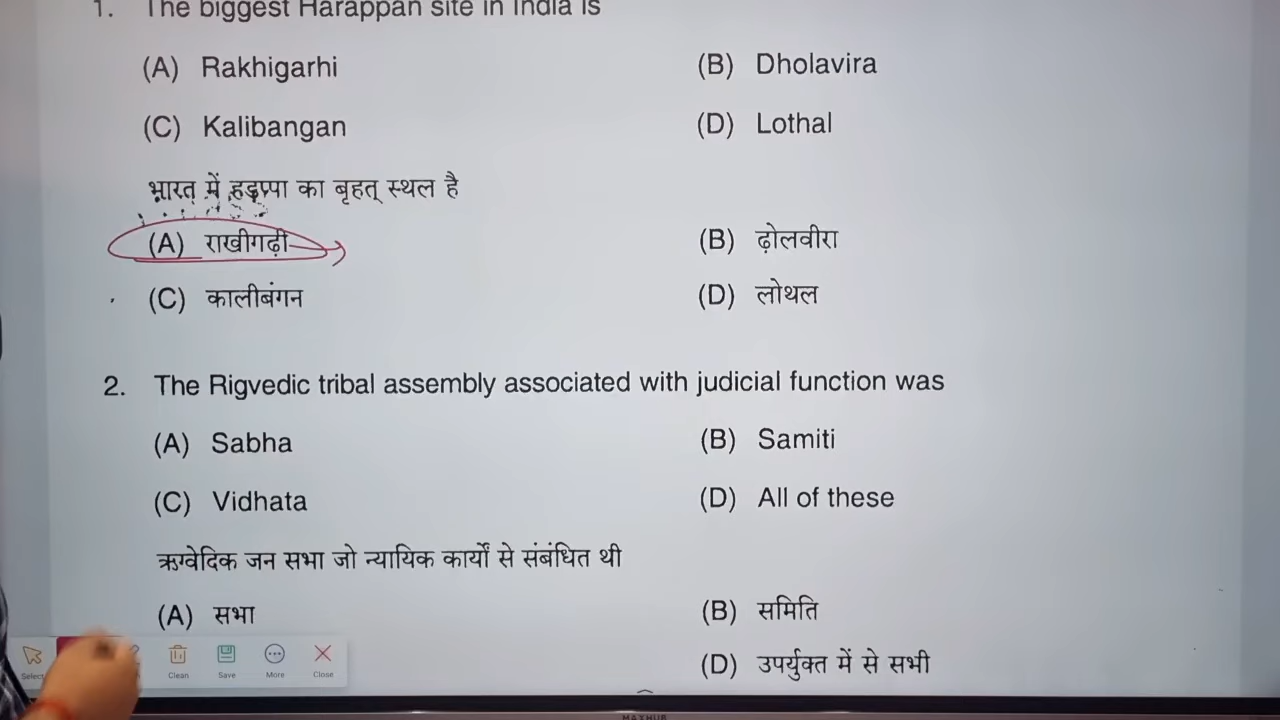 1. The biggest Harappan site in India is
(A) Rakhigarhi (B) Dholavira
(C) Kalibangan (D) Lothal
भारत में हड़प्पा का बृहत् स्थल है
(A) राखीगढ़ी (B) ढ़ोलवीरा
(C) कालीबंगन (D) लोथल
2. The Rigvedic tribal assembly associated with judicial function was
(A) Sabha (B) Samiti
(C) Vidhata (D) All of these
ऋग्वेदिक जन सभा जो न्यायिक कार्यों से संबंधित थी
(A) सभा (B) समिति
(D) उपर्युक्त में से सभी
Select Clean Save More Close
MAXHUB